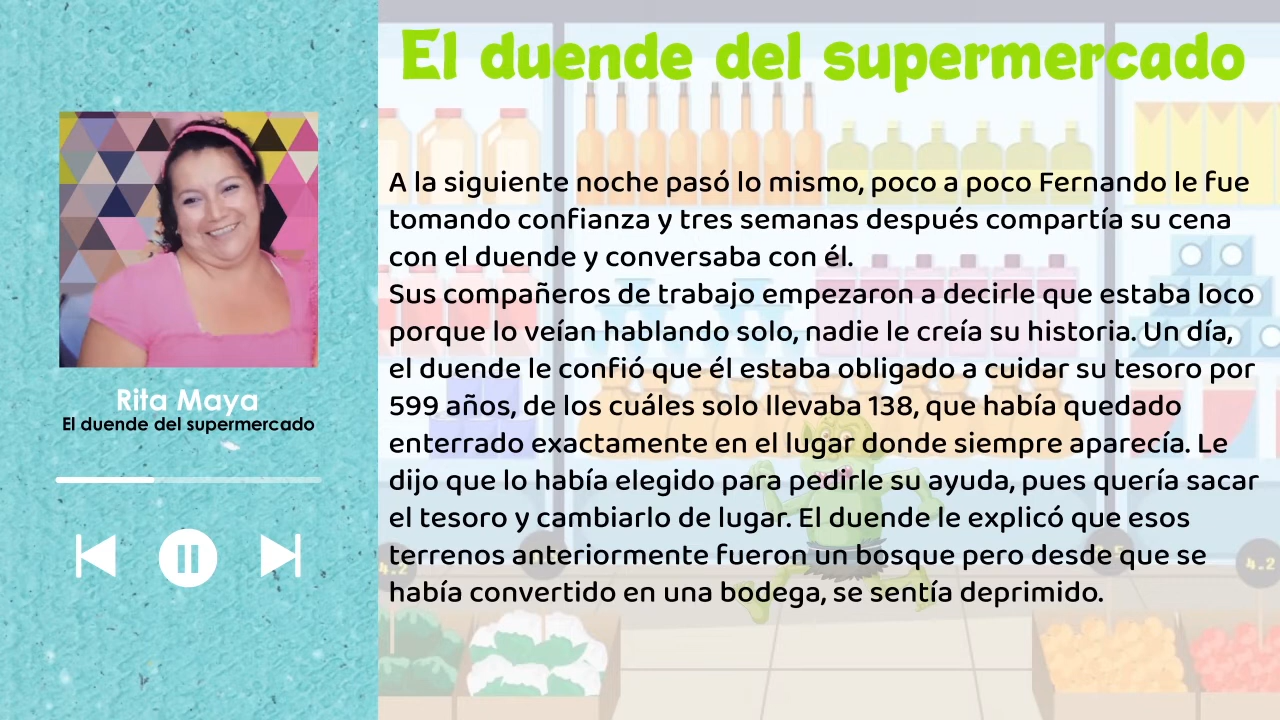 El duende del supermercado
Rita Maya
El duende del supermercado
A la siguiente noche pasó lo mismo, poco a poco Fernando le fue
tomando confianza y tres semanas después compartía su cena
con el duende y conversaba con él.
Sus compañeros de trabajo empezaron a decirle que estaba loco
porque lo veían hablando solo, nadie le creía su historia. Un día,
el duende le confió que él estaba obligado a cuidar su tesoro por
599 años, de los cuáles solo llevaba 138, que había quedado
enterrado exactamente en el lugar donde siempre aparecía. Le
dijo que lo había elegido para pedirle su ayuda, pues quería sacar
el tesoro y cambiarlo de lugar. El duende le explicó que esos
terrenos anteriormente fueron un bosque pero desde que se
había convertido en una bodega, se sentía deprimido.
4.2